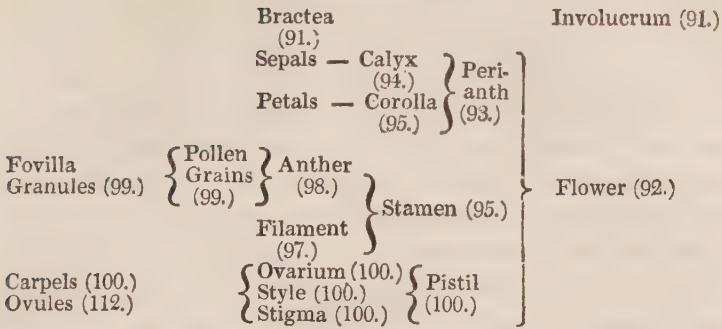 Bractea Involucrum (91.)
(91.)
Sepals — Calyx
(94.) Peri-
Petals — Corolla anth
(95.) (93.)
Pollen
Fovilla Grains Anther
Granules (99.) (99.) (98.) Flower (92.)
Stamen (95.)
Filament
(97.)
Carpels (100.) Ovarium (100.) Pistil
Ovules (112.) Style (100.) (100.)
Stigma (100.)